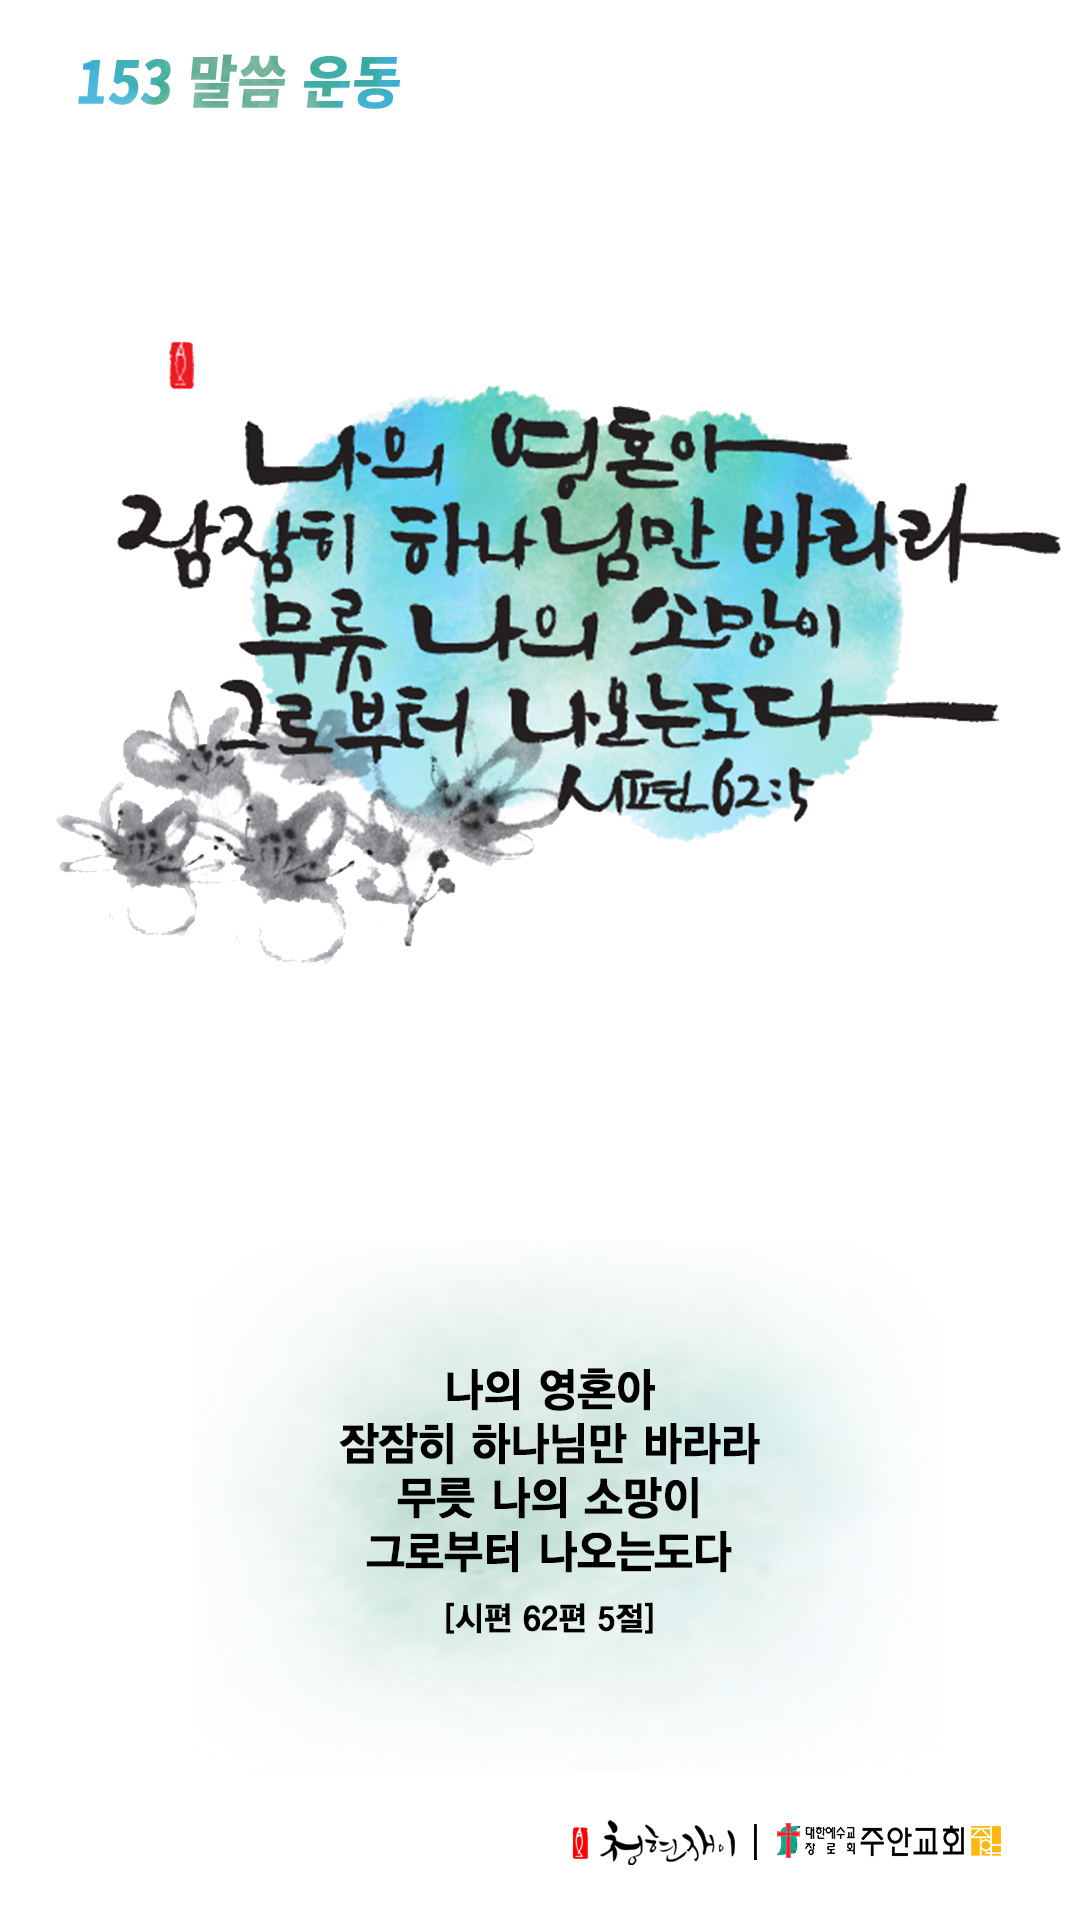 153 말씀 운동
나의 영혼아
잠잠히 하나님만 바라라
무릇 나의 소망이
그로부터 나오는도다
시편 62:5
나의 영혼아
잠잠히 하나님만 바라라
무릇 나의 소망이
그로부터 나오는도다
[시편 62편 5절]
청현재이 | 대한예수교 장로회 주안교회 주안